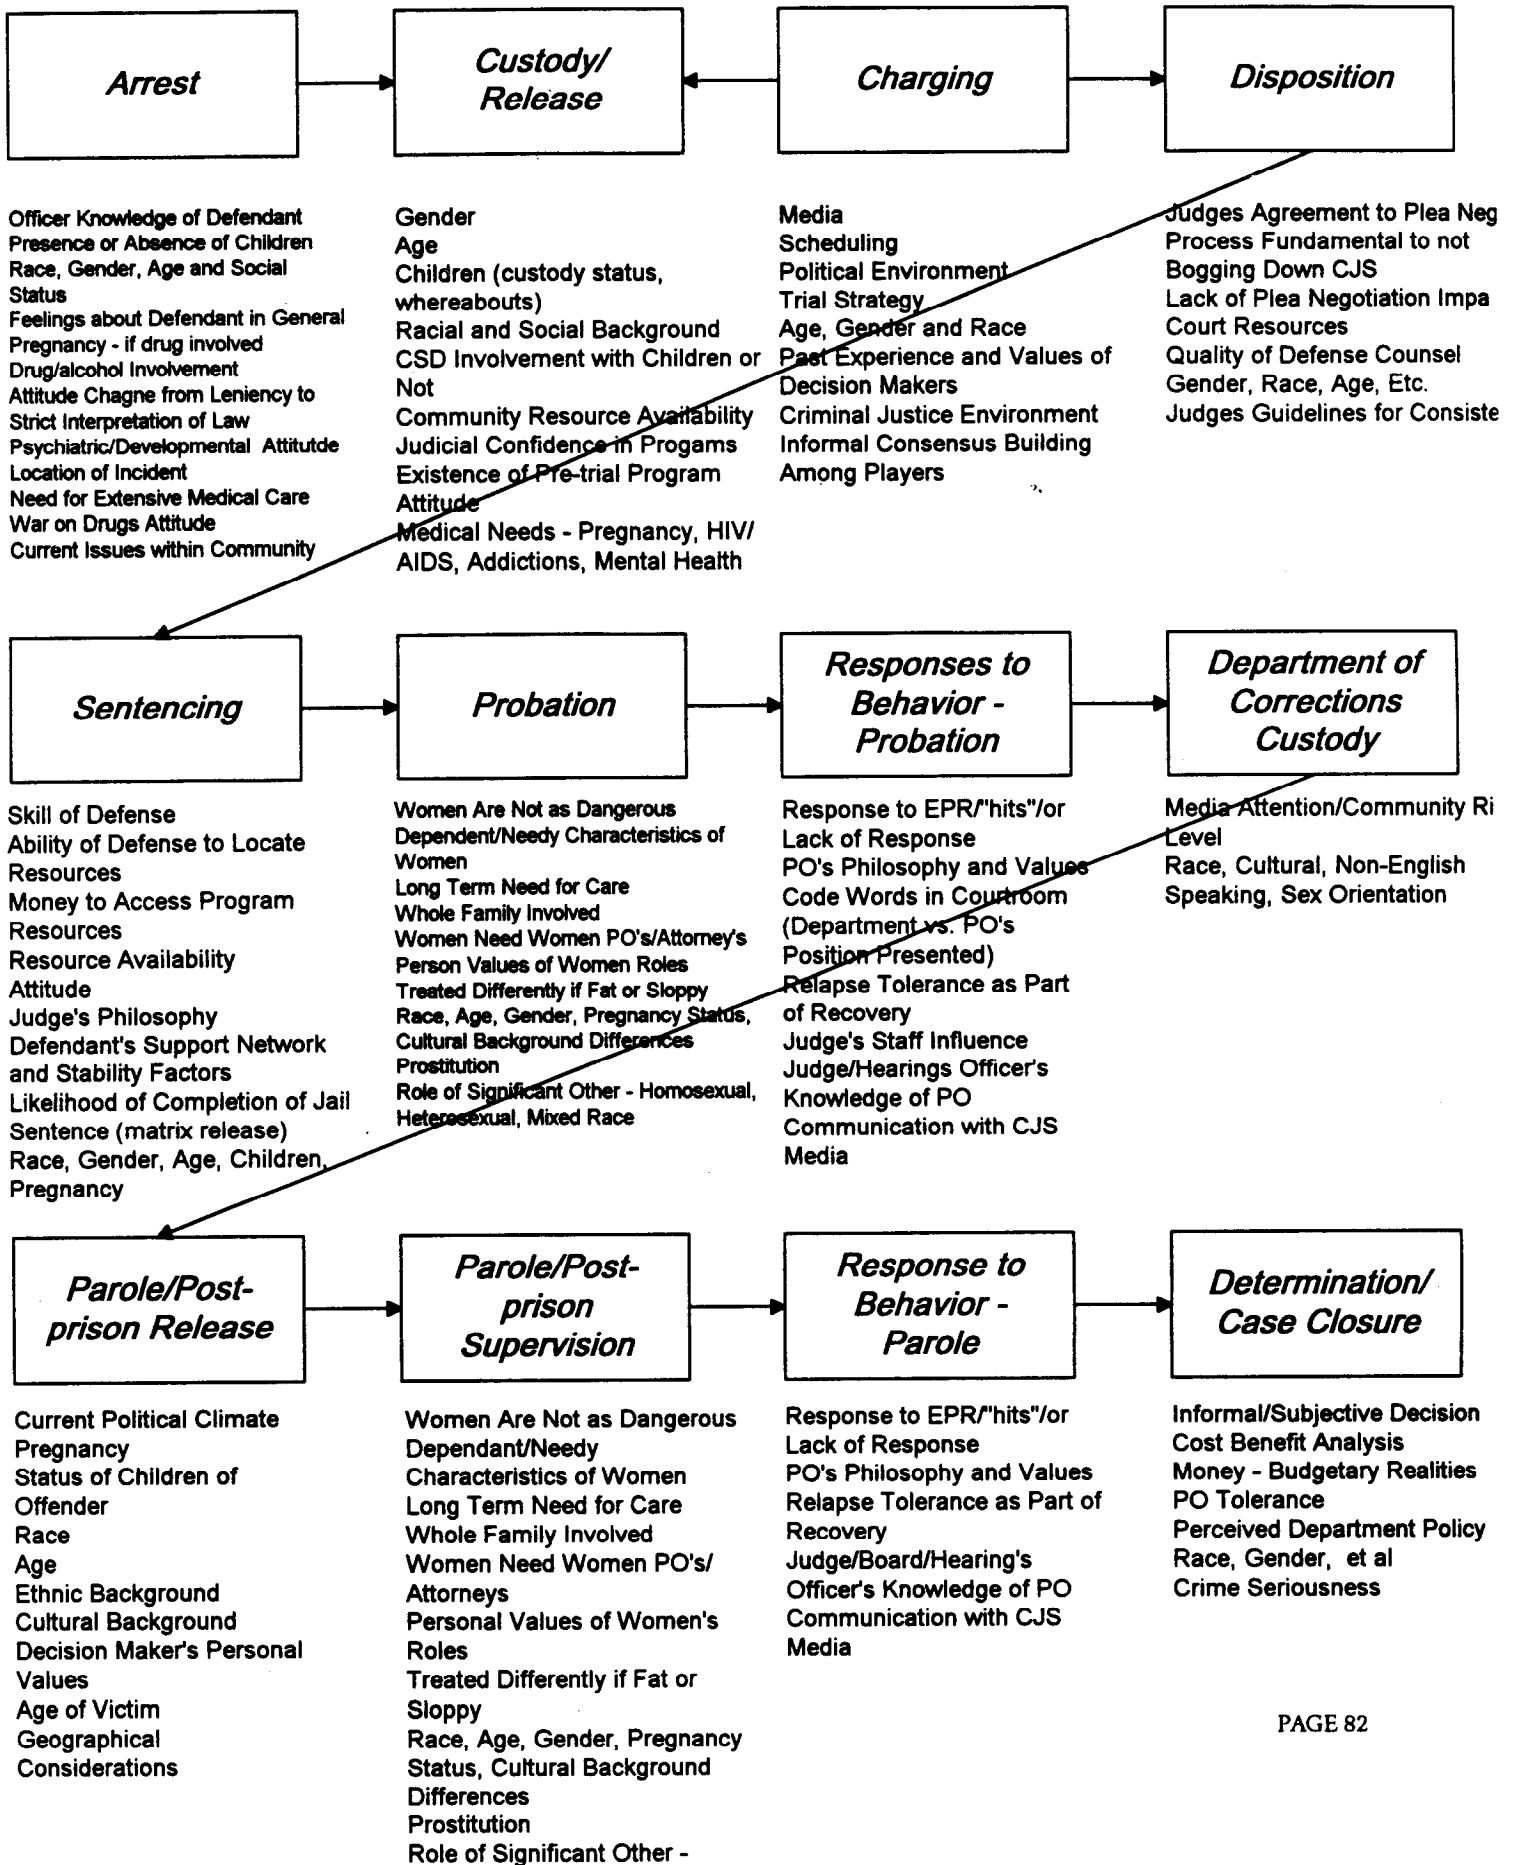 Arrest
Custody/
Release
Charging
Disposition
Officer Knowledge of Defendant
Presence or Absence of Children
Race, Gender, Age and Social
Status
Feelings about Defendant in General
Pregnancy - if drug involved
Drug/alcohol Involvement
Attitude Chagne from Leniency to
Strict Interpretation of Law
Psychiatric/Developmental Attitutde
Location of Incident
Need for Extensive Medical Care
War on Drugs Attitude
Current Issues within Community
Gender
Age
Children (custody status,
whereabouts)
Racial and Social Background
CSD Involvement with Children or
Not
Community Resource Availability
Judicial Confidence in Progams
Existence of Pre-trial Program
Attitude
Medical Needs - Pregnancy, HIV/
AIDS, Addictions, Mental Health
Media
Scheduling
Political Environment
Trial Strategy
Age, Gender and Race
Past Experience and Values of
Decision Makers
Criminal Justice Environment
Informal Consensus Building
Among Players
Judges Agreement to Plea Neg
Process Fundamental to not
Bogging Down CJS
Lack of Plea Negotiation Impa
Court Resources
Quality of Defense Counsel
Gender, Race, Age, Etc.
Judges Guidelines for Consiste
Sentencing
Probation
Responses to
Behavior -
Probation
Department of
Corrections
Custody
Skill of Defense
Ability of Defense to Locate
Resources
Money to Access Program
Resources
Resource Availability
Attitude
Judge's Philosophy
Defendant's Support Network
and Stability Factors
Likelihood of Completion of Jail
Sentence (matrix release)
Race, Gender, Age, Children,
Pregnancy
Women Are Not as Dangerous
Dependent/Needy Characteristics of
Women
Long Term Need for Care
Whole Family Involved
Women Need Women PO's/Attorney's
Person Values of Women Roles
Treated Differently if Fat or Sloppy
Race, Age, Gender, Pregnancy Status,
Cultural Background Differences
Prostitution
Role of Significant Other - Homosexual,
Heterosexual, Mixed Race
Response to EPR/"hits"/or
Lack of Response
PO's Philosophy and Values
Code Words in Courtroom
(Department vs. PO's
Position Presented)
Relapse Tolerance as Part
of Recovery
Judge's Staff Influence
Judge/Hearings Officer's
Knowledge of PO
Communication with CJS
Media
Media Attention/Community Ri
Level
Race, Cultural, Non-English
Speaking, Sex Orientation
Parole/Post-
prison Release
Parole/Post-
prison
Supervision
Response to
Behavior -
Parole
Determination/
Case Closure
Current Political Climate
Pregnancy
Status of Children of
Offender
Race
Age
Ethnic Background
Cultural Background
Decision Maker's Personal
Values
Age of Victim
Geographical
Considerations
Women Are Not as Dangerous
Dependant/Needy
Characteristics of Women
Long Term Need for Care
Whole Family Involved
Women Need Women PO's/
Attorneys
Personal Values of Women's
Roles
Treated Differently if Fat or
Sloppy
Race, Age, Gender, Pregnancy
Status, Cultural Background
Differences
Prostitution
Role of Significant Other -
Response to EPR/"hits"/or
Lack of Response
PO's Philosophy and Values
Relapse Tolerance as Part of
Recovery
Judge/Board/Hearing's
Officer's Knowledge of PO
Communication with CJS
Media
Informal/Subjective Decision
Cost Benefit Analysis
Money - Budgetary Realities
PO Tolerance
Perceived Department Policy
Race, Gender, et al
Crime Seriousness
PAGE 82